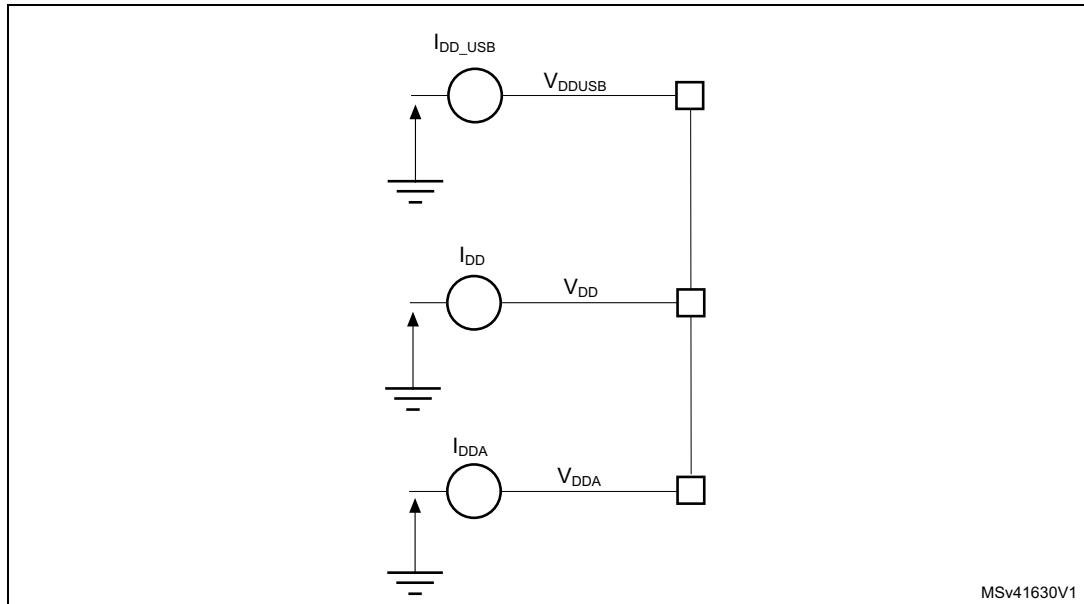 IDD_USB
VDDUSB
IDD
VDD
IDDA
VDDA
MSv41630V1